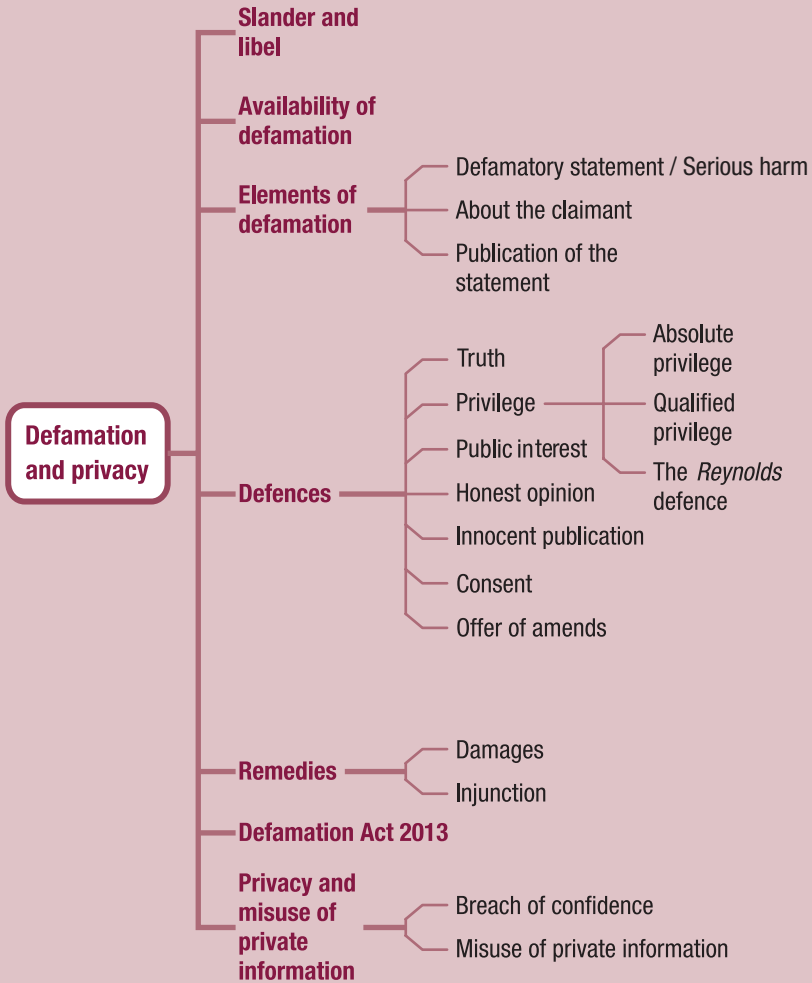 Defamation
and privacy
Slander and
libel
Availability of
defamation
Elements of
defamation
Defamatory statement / Serious harm
About the claimant
Publication of the
statement
Defences
Truth
Privilege
Absolute
privilege
Qualified
privilege
The Reynolds
defence
Public interest
Honest opinion
Innocent publication
Consent
Offer of amends
Remedies
Damages
Injunction
Defamation Act 2013
Privacy and
misuse of
private
information
Breach of confidence
Misuse of private information